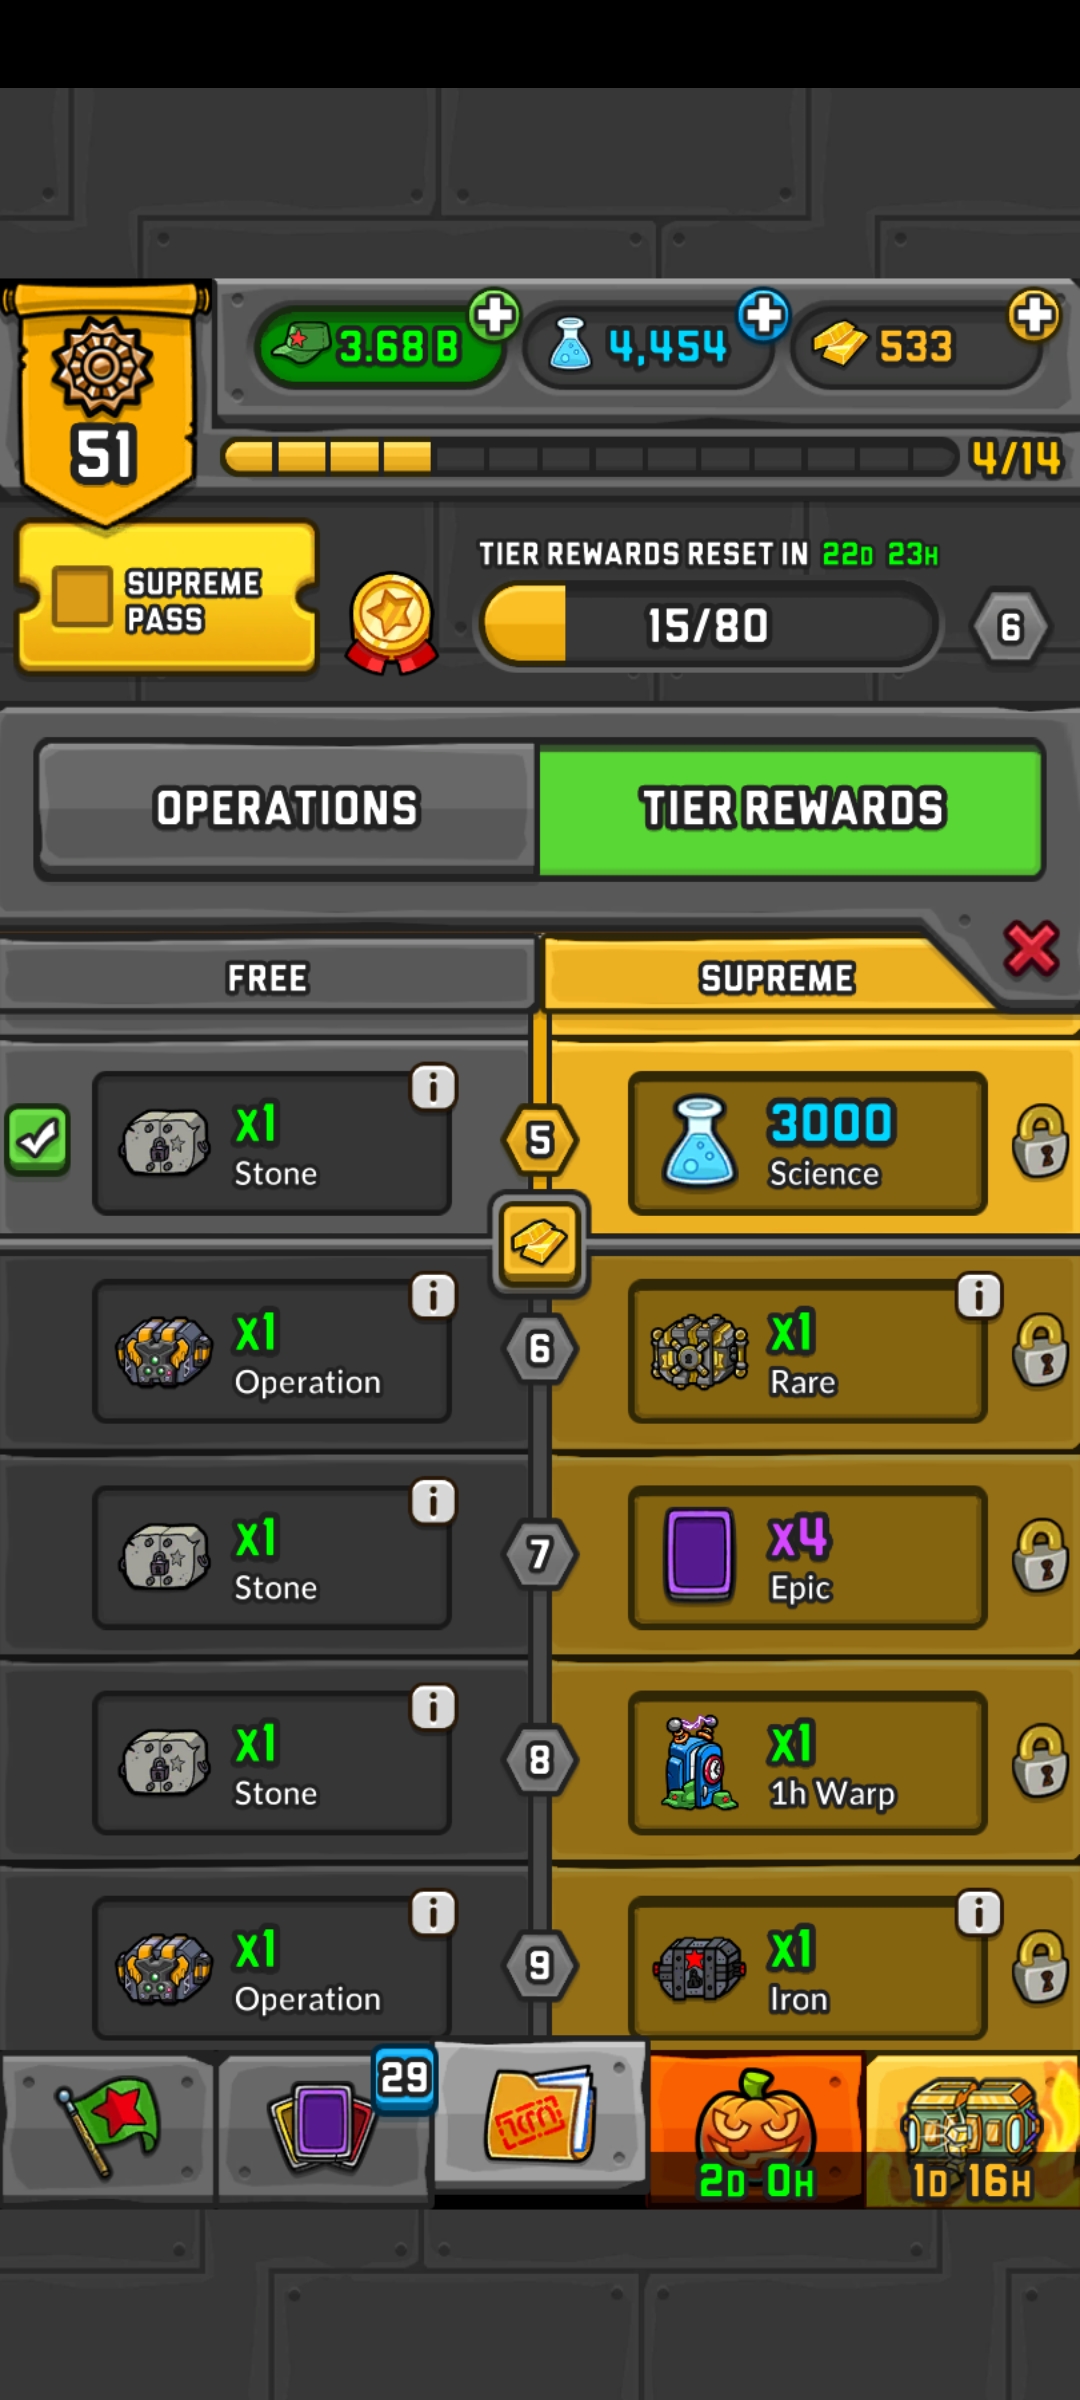 3.68 B
4,454
533
51
4/14
SUPREME
PASS
TIER REWARDS RESET IN 22D 23H
15/80
6
OPERATIONS
TIER REWARDS
FREE
SUPREME
x1
Stone
5
3000
Science
x1
Operation
6
x1
Rare
x1
Stone
7
x4
Epic
x1
Stone
8
x1
1h Warp
x1
Operation
9
x1
Iron
29
2D 0H
1D 16H